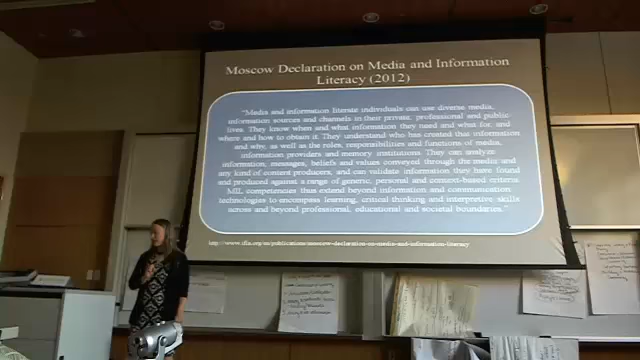 Moscow Declaration on Media and Information
Literacy (2012)
"Media and information literate individuals can use diverse media,
information sources and channels in their private, professional and public
lives. They know when and what information they need and what for, and
where and how to obtain it. They understand who has created that information
and why, as well as the roles, responsibilities and functions of media,
information providers and memory institutions. They can analyze
information, messages, beliefs and values conveyed through the media and
any kind of content producers, and can validate information they have found
and produced against a range of generic, personal and context-based criteria.
MIL competencies thus extend beyond information and communication
technologies to encompass learning, critical thinking and interpretive skills
across and beyond professional, educational and societal boundaries."
http://www.ifla.org/en/publications/moscow-declaration-on-media-and-information-literacy